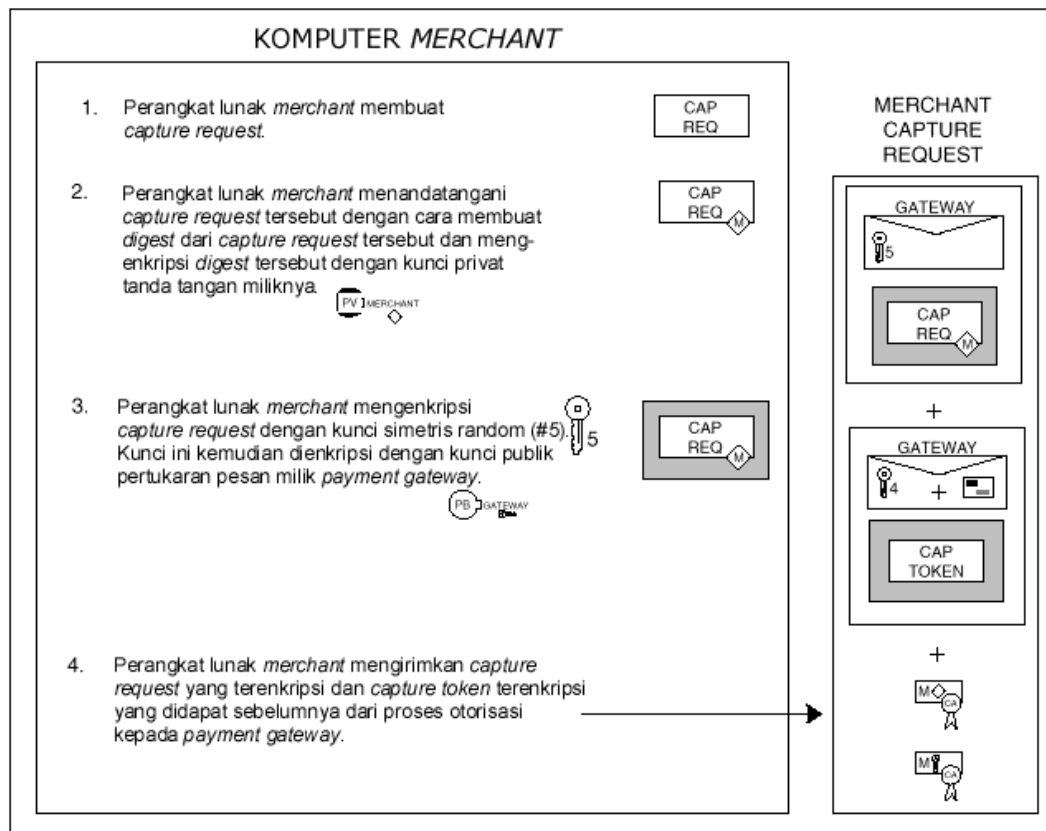 KOMPUTER MERCHANT
1. Perangkat lunak merchant membuat
capture request.
CAP
REQ
2. Perangkat lunak merchant menandatangani
capture request tersebut dengan cara membuat
digest dari capture request tersebut dan meng-
enkripsi digest tersebut dengan kunci privat
tanda tangan miliknya.
PV MERCHANT
CAP
REQ
M
3. Perangkat lunak merchant mengenkripsi
capture request dengan kunci simetris random (#5).
Kunci ini kemudian dienkripsi dengan kunci publik
pertukaran pesan milik payment gateway.
5
PB GATEWAY
CAP
REQ
M
4. Perangkat lunak merchant mengirimkan capture
request yang terenkripsi dan capture token terenkripsi
yang didapat sebelumnya dari proses otorisasi
kepada payment gateway.
MERCHANT
CAPTURE
REQUEST
GATEWAY
5
CAP
REQ
M
+
GATEWAY
4 +
CAP
TOKEN
+
M CA
M CA